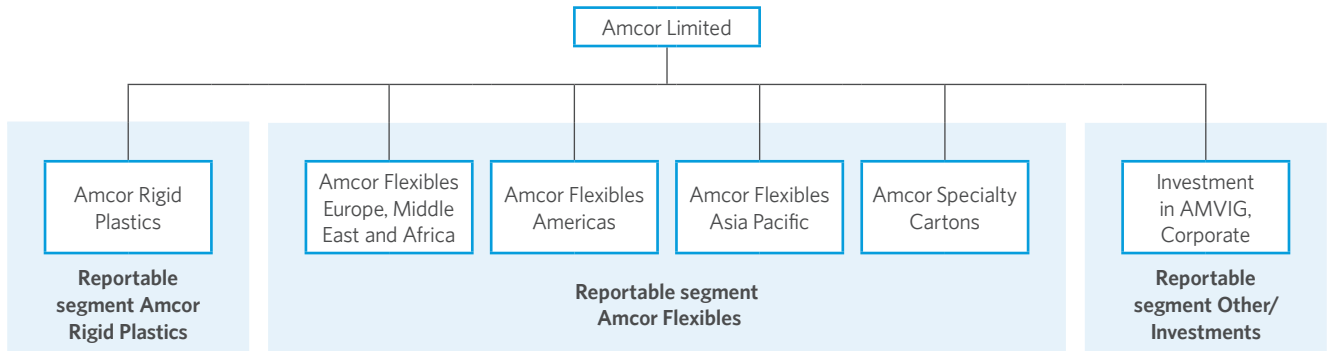 Amcor Limited
Amcor Rigid
Plastics
Amcor Flexibles
Europe, Middle
East and Africa
Amcor Flexibles
Americas
Amcor Flexibles
Asia Pacific
Amcor Specialty
Cartons
Investment
in AMVIG,
Corporate
Reportable
segment Amcor
Rigid Plastics
Reportable segment
Amcor Flexibles
Reportable
segment Other/
Investments